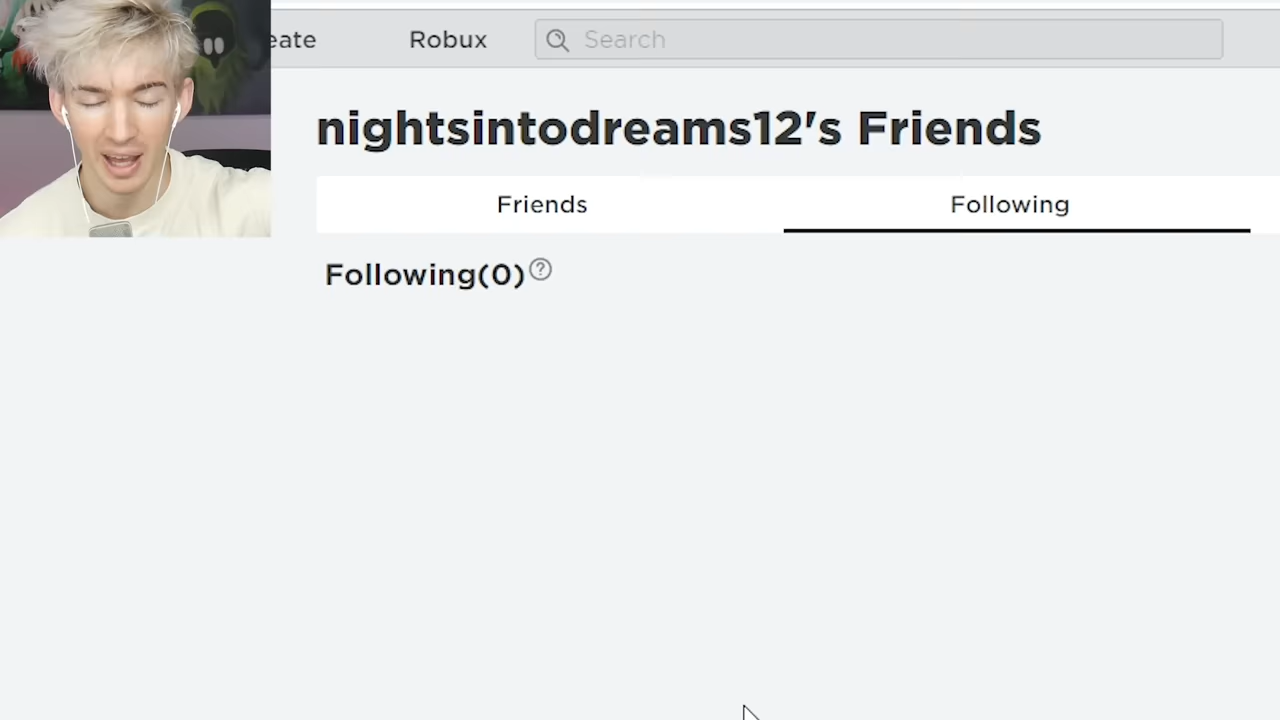 eate Robux Search
nightsintodreams12's Friends
Friends Following
Following(0)